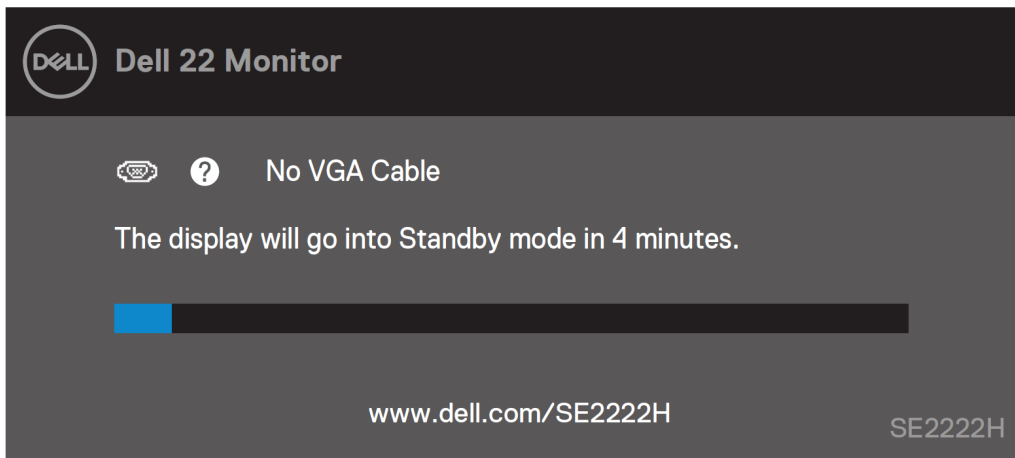 DELL
Dell 22 Monitor
? No VGA Cable
The display will go into Standby mode in 4 minutes.
www.dell.com/SE2222H
SE2222H